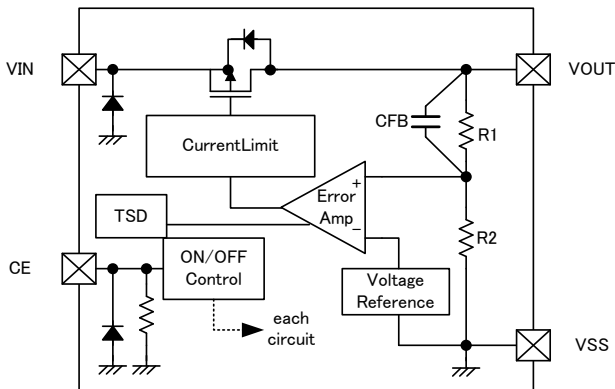 VIN
VOUT
CFB
R1
CurrentLimit
+
Error
Amp
-
TSD
R2
CE
ON/OFF
Control
Voltage
Reference
each
circuit
VSS